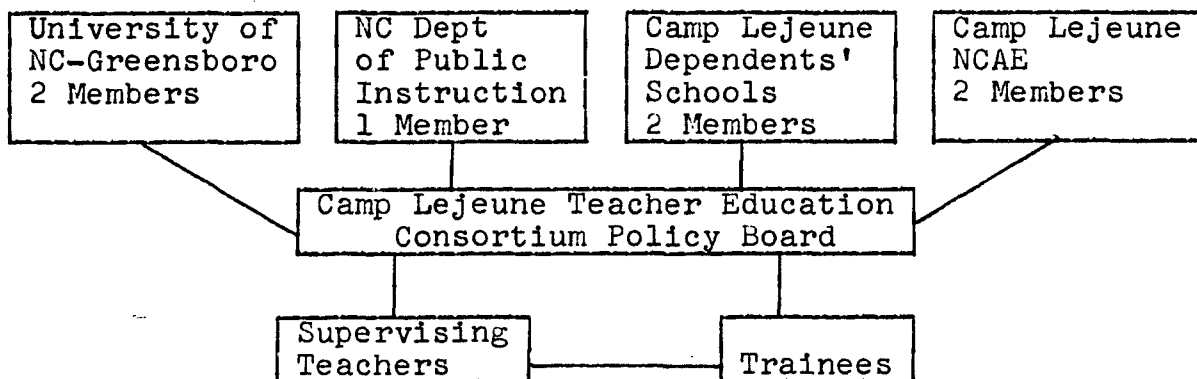 University of
NC-Greensboro
2 Members
NC Dept
of Public
Instruction
1 Member
Camp Lejeune
Dependents'
Schools
2 Members
Camp Lejeune
NCAE
2 Members
Camp Lejeune Teacher Education
Consortium Policy Board
Supervising
Teachers
Trainees